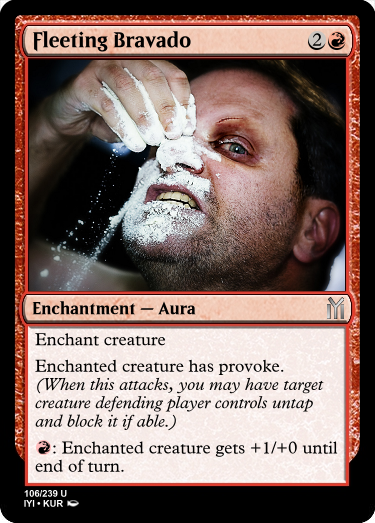 Fleeting Bravado 2
Enchantment — Aura
Enchant creature
Enchanted creature has provoke.
(When this attacks, you may have target
creature defending player controls untap
and block it if able.)
: Enchanted creature gets +1/+0 until
end of turn.
106/239 U
IYI • KUR